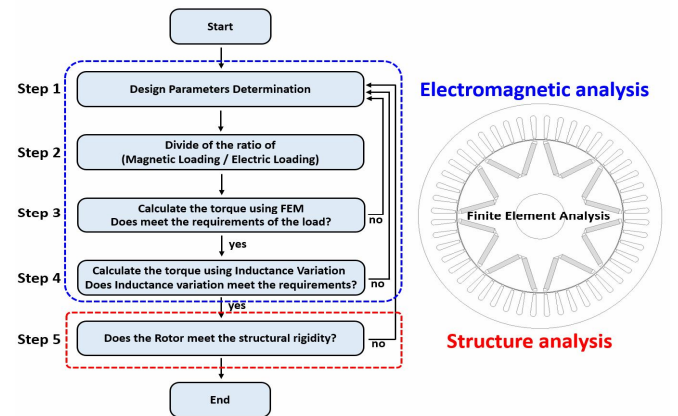 Start
Step 1
Design Parameters Determination
Electromagnetic analysis
Step 2
Divide of the ratio of
(Magnetic Loading / Electric Loading)
Step 3
Calculate the torque using FEM
Does meet the requirements of the load?
no
Finite Element Analysis
yes
Step 4
Calculate the torque using Inductance Variation
Does Inductance variation meet the requirements?
no
yes
Step 5
Does the Rotor meet the structural rigidity?
no
Structure analysis
End